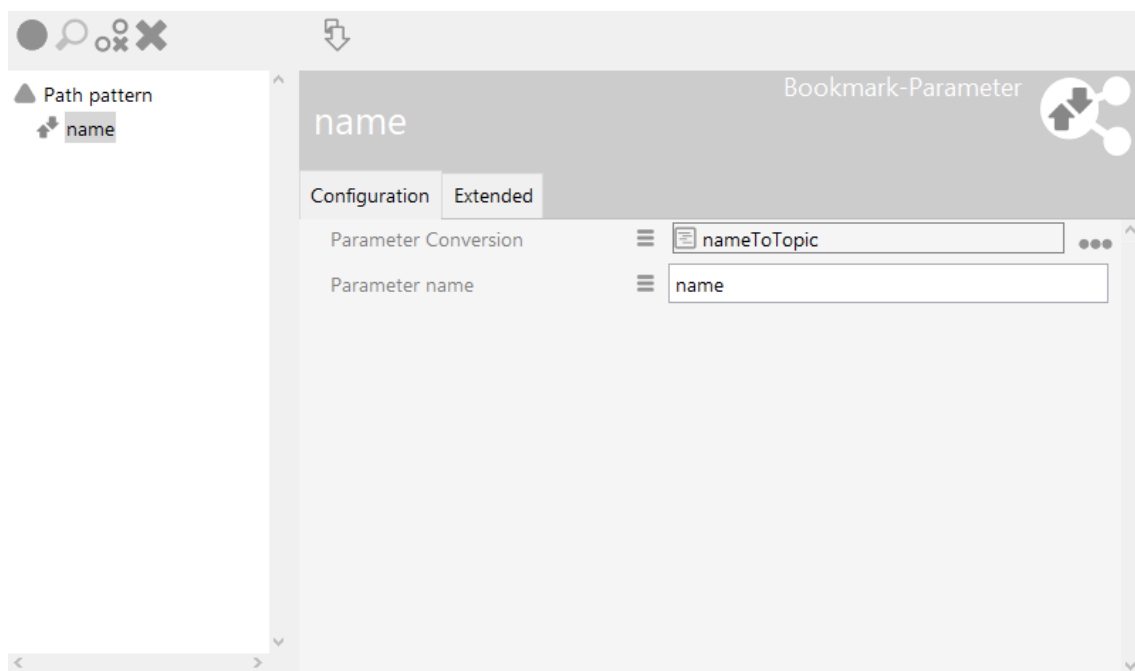 Path pattern
name
Bookmark-Parameter
name
Configuration Extended
Parameter Conversion nameToTopic
Parameter name name